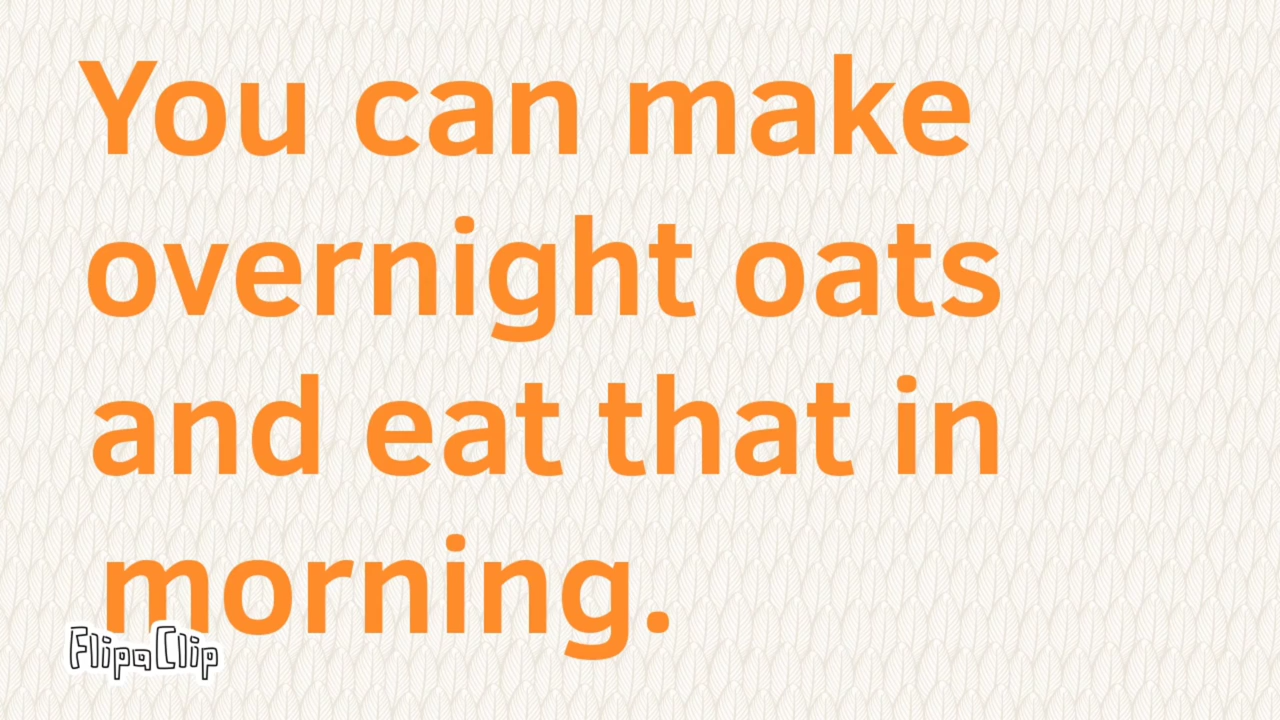 You can make
overnight oats
and eat that in
morning.
FlipaClip